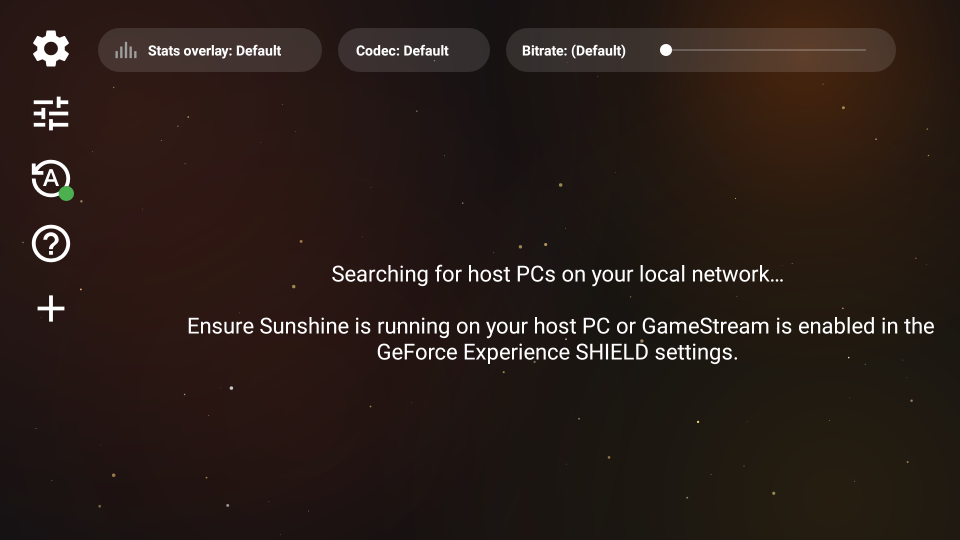 Stats overlay: Default
Codec: Default
Bitrate: (Default)
A
Searching for host PCs on your local network…
Ensure Sunshine is running on your host PC or GameStream is enabled in the
GeForce Experience SHIELD settings.